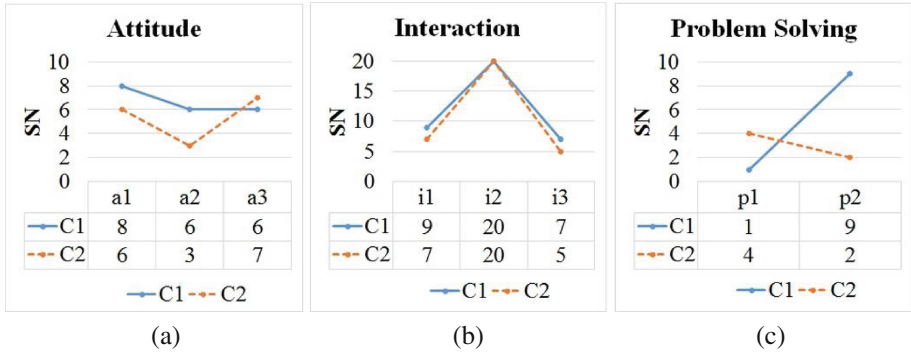 Attitude
SN
10
8
6
4
2
0
a1 a2 a3
C1 8 6 6
C2 6 3 7
C1 C2
(a)
Interaction
SN
20
15
10
5
0
i1 i2 i3
C1 9 20 7
C2 7 20 5
C1 C2
(b)
Problem Solving
SN
10
8
6
4
2
0
p1 p2
C1 1 9
C2 4 2
C1 C2
(c)